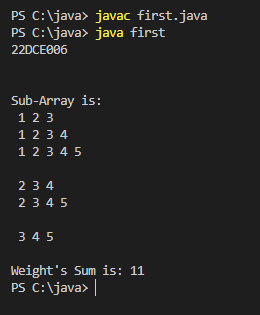 PS C:\java> javac first.java
PS C:\java> java first
22DCE006
Sub-Array is:
1 2 3
1 2 3 4
1 2 3 4 5
2 3 4
2 3 4 5
3 4 5
Weight's Sum is: 11
PS C:\java>